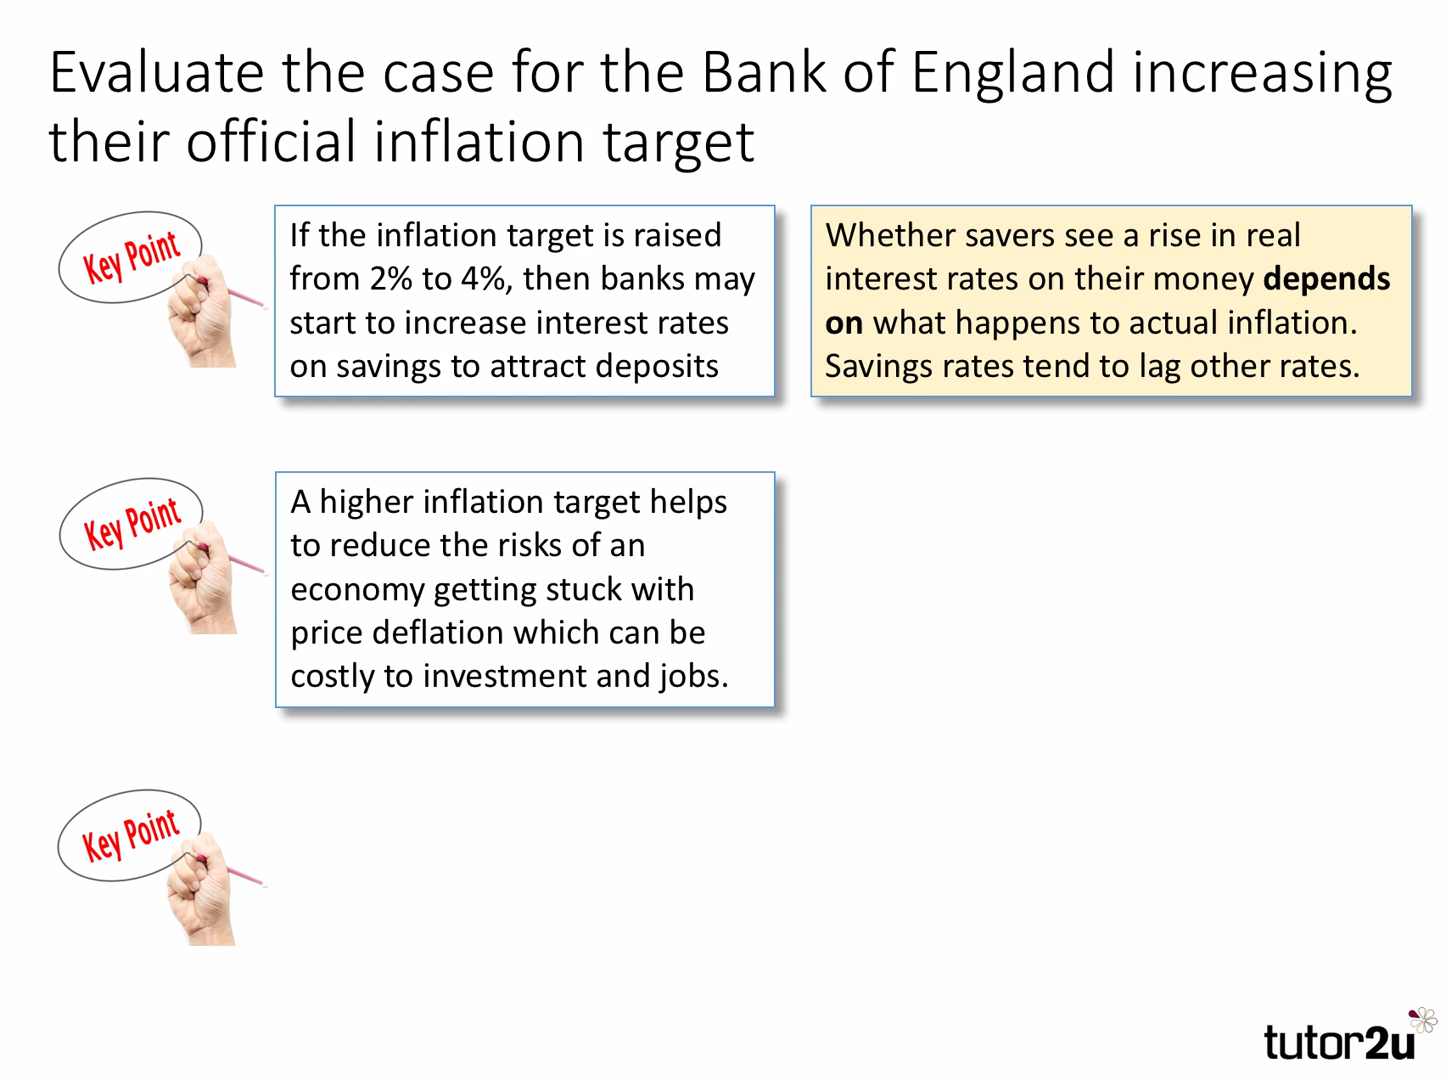 Evaluate the case for the Bank of England increasing
their official inflation target
Key Point
If the inflation target is raised
from 2% to 4%, then banks may
start to increase interest rates
on savings to attract deposits
Whether savers see a rise in real
interest rates on their money depends
on what happens to actual inflation.
Savings rates tend to lag other rates.
Key Point
A higher inflation target helps
to reduce the risks of an
economy getting stuck with
price deflation which can be
costly to investment and jobs.
Key Point
tutor2u